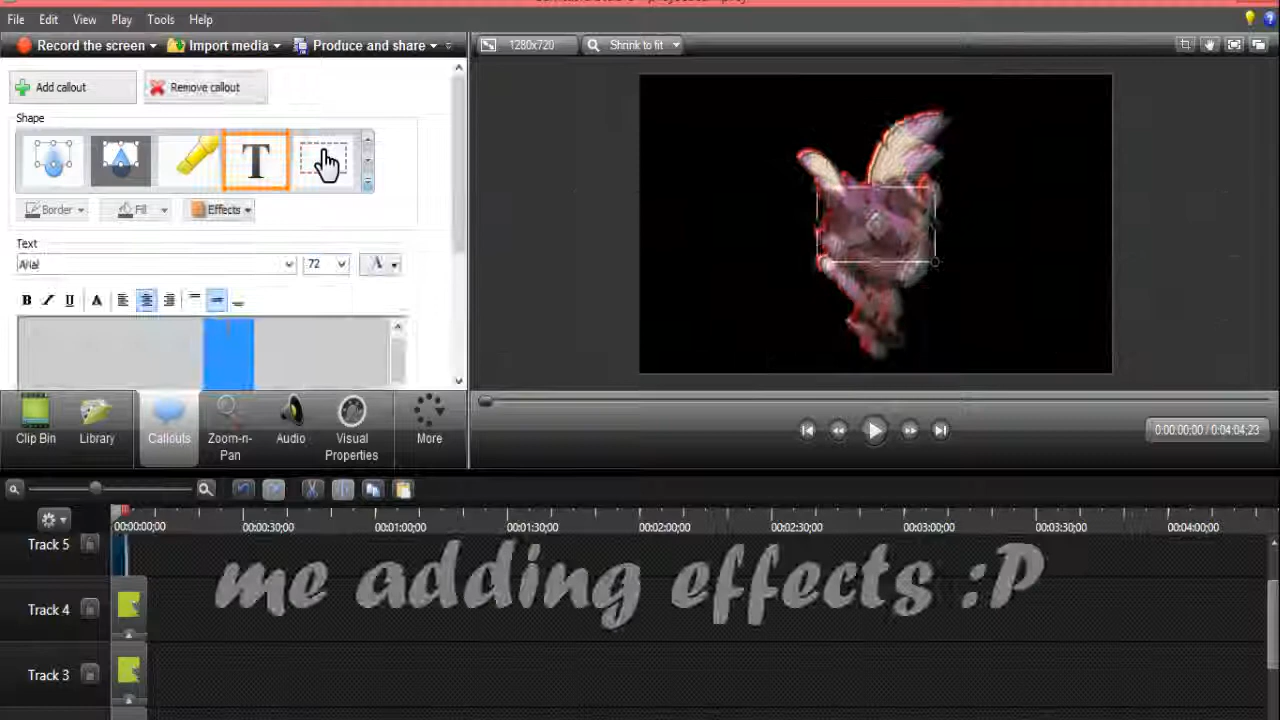 File Edit View Play Tools Help
Record the screen Import media Produce and share
1280x720 Shrink to fit
Add callout Remove callout
Shape
T
Border Fill Effects
Text
Arial 72 A
B I U A
Clip Bin Library Callouts Zoom-n-Pan Audio Visual Properties More
0:00:00;00 / 0:04:04;23
00:00:00;00 00:00:30;00 00:01:00;00 00:01:30;00 00:02:00;00 00:02:30;00 00:03:00;00 00:03:30;00 00:04:00;00
Track 5
me adding effects :P
Track 4
Track 3